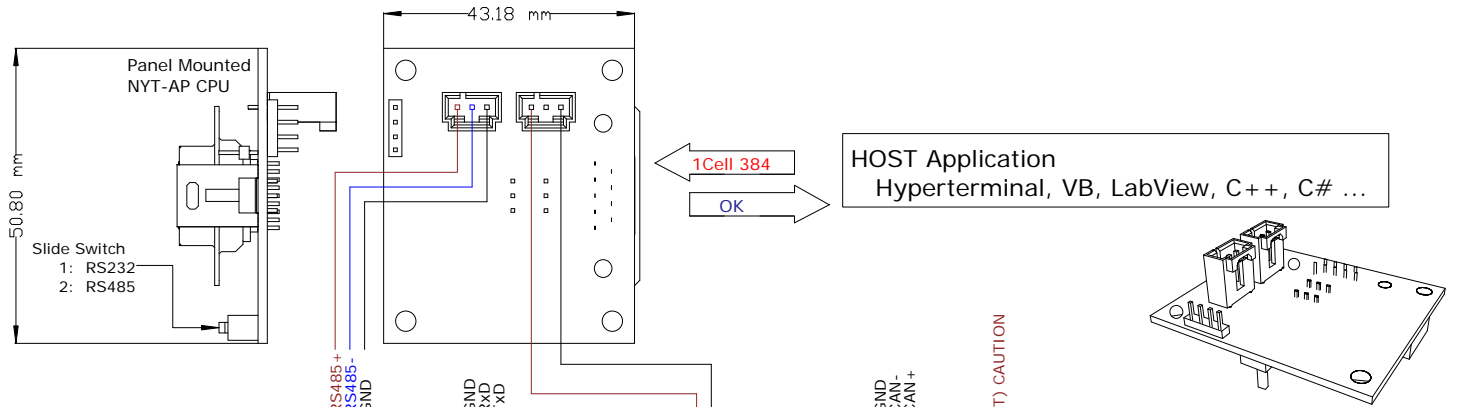 43.18 mm
50.80 mm
Panel Mounted
NYT-AP CPU
Slide Switch
1: RS232
2: RS485
1Cell 384
OK
HOST Application
Hyperterminal, VB, LabView, C++, C# ...
RS485+
RS485-
GND
GND
RxD
TxD
GND
CAN-
CAN+
T) CAUTION